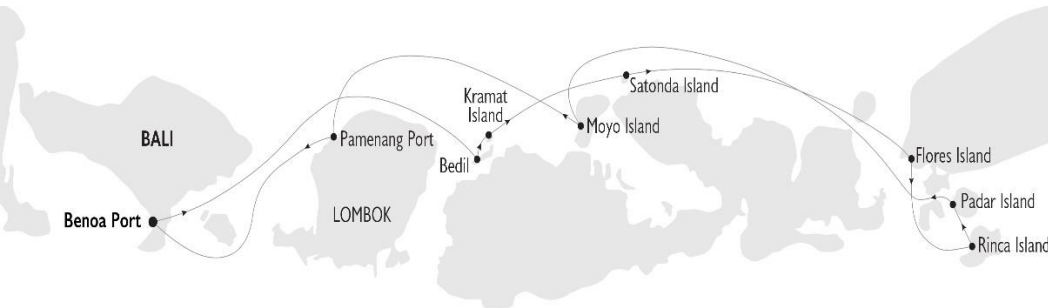 BALI
Benoa Port
Pamenang Port
LOMBOK
Kramat
Island
Bedil
Moyo Island
Satonda Island
Flores Island
Padar Island
Rinca Island